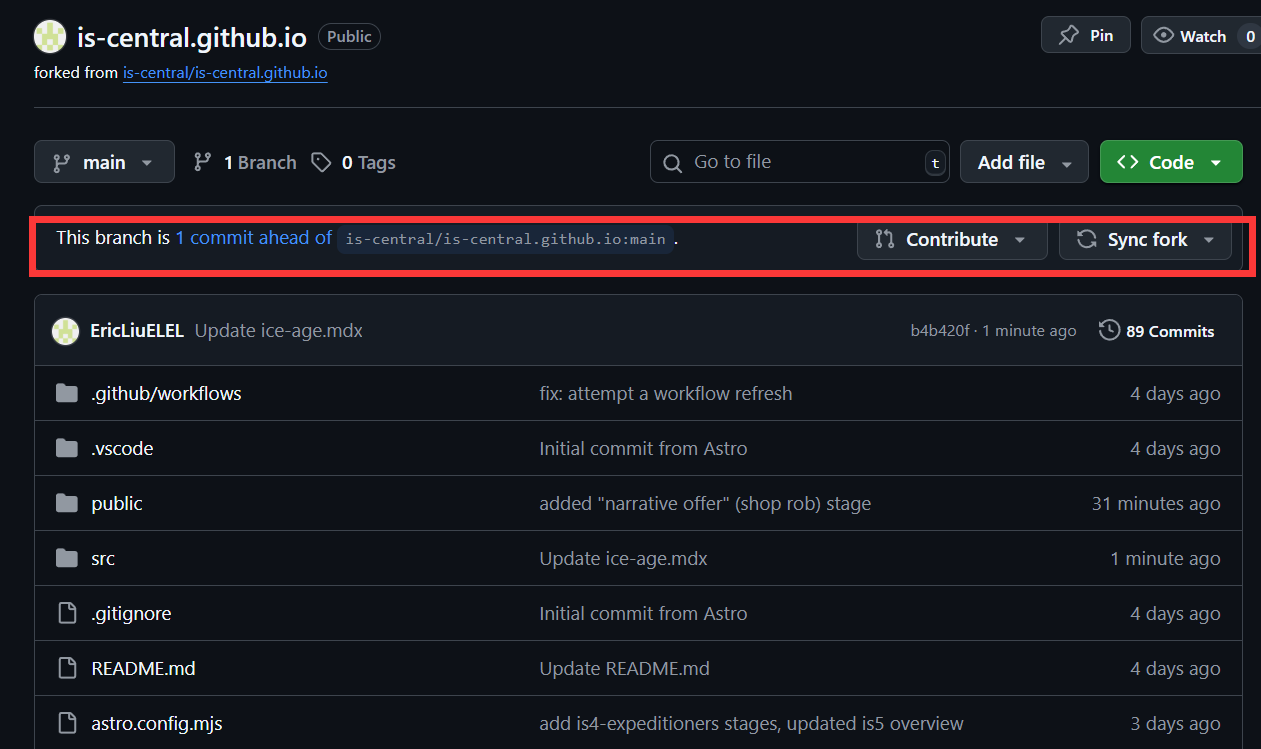 is-central.github.io Public Pin Watch 0
forked from is-central/is-central.github.io
main 1 Branch 0 Tags Go to file t Add file Code
This branch is 1 commit ahead of is-central/is-central.github.io:main . Contribute Sync fork
EricLiuELEL Update ice-age.mdx b4b420f · 1 minute ago 89 Commits
.github/workflows fix: attempt a workflow refresh 4 days ago
.vscode Initial commit from Astro 4 days ago
public added "narrative offer" (shop rob) stage 31 minutes ago
src Update ice-age.mdx 1 minute ago
.gitignore Initial commit from Astro 4 days ago
README.md Update README.md 4 days ago
astro.config.mjs add is4-expeditioners stages, updated is5 overview 3 days ago